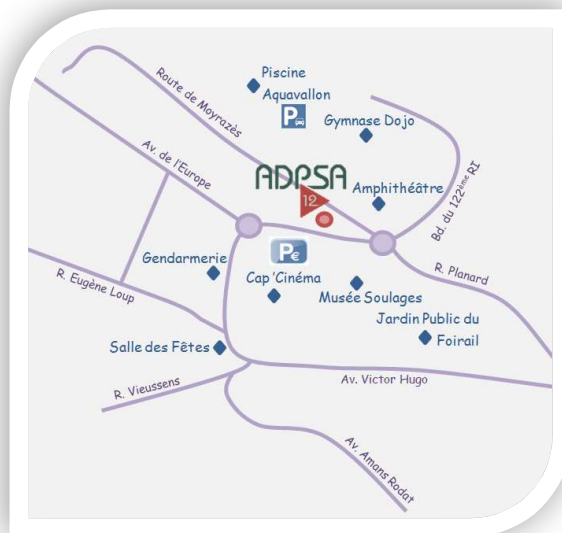 Piscine
Aquavallon
P
Route de Moyrazès
Gymnase Dojo
Av. de l'Europe
ADPSA
12
Amphithéâtre
Bd. du 122ème RI
P€
Gendarmerie
Cap'Cinéma
R. Planard
R. Eugène Loup
Musée Soulages
Jardin Public du
Foirail
Salle des Fêtes
Av. Victor Hugo
R. Vieussens
Av. Amans Rodat